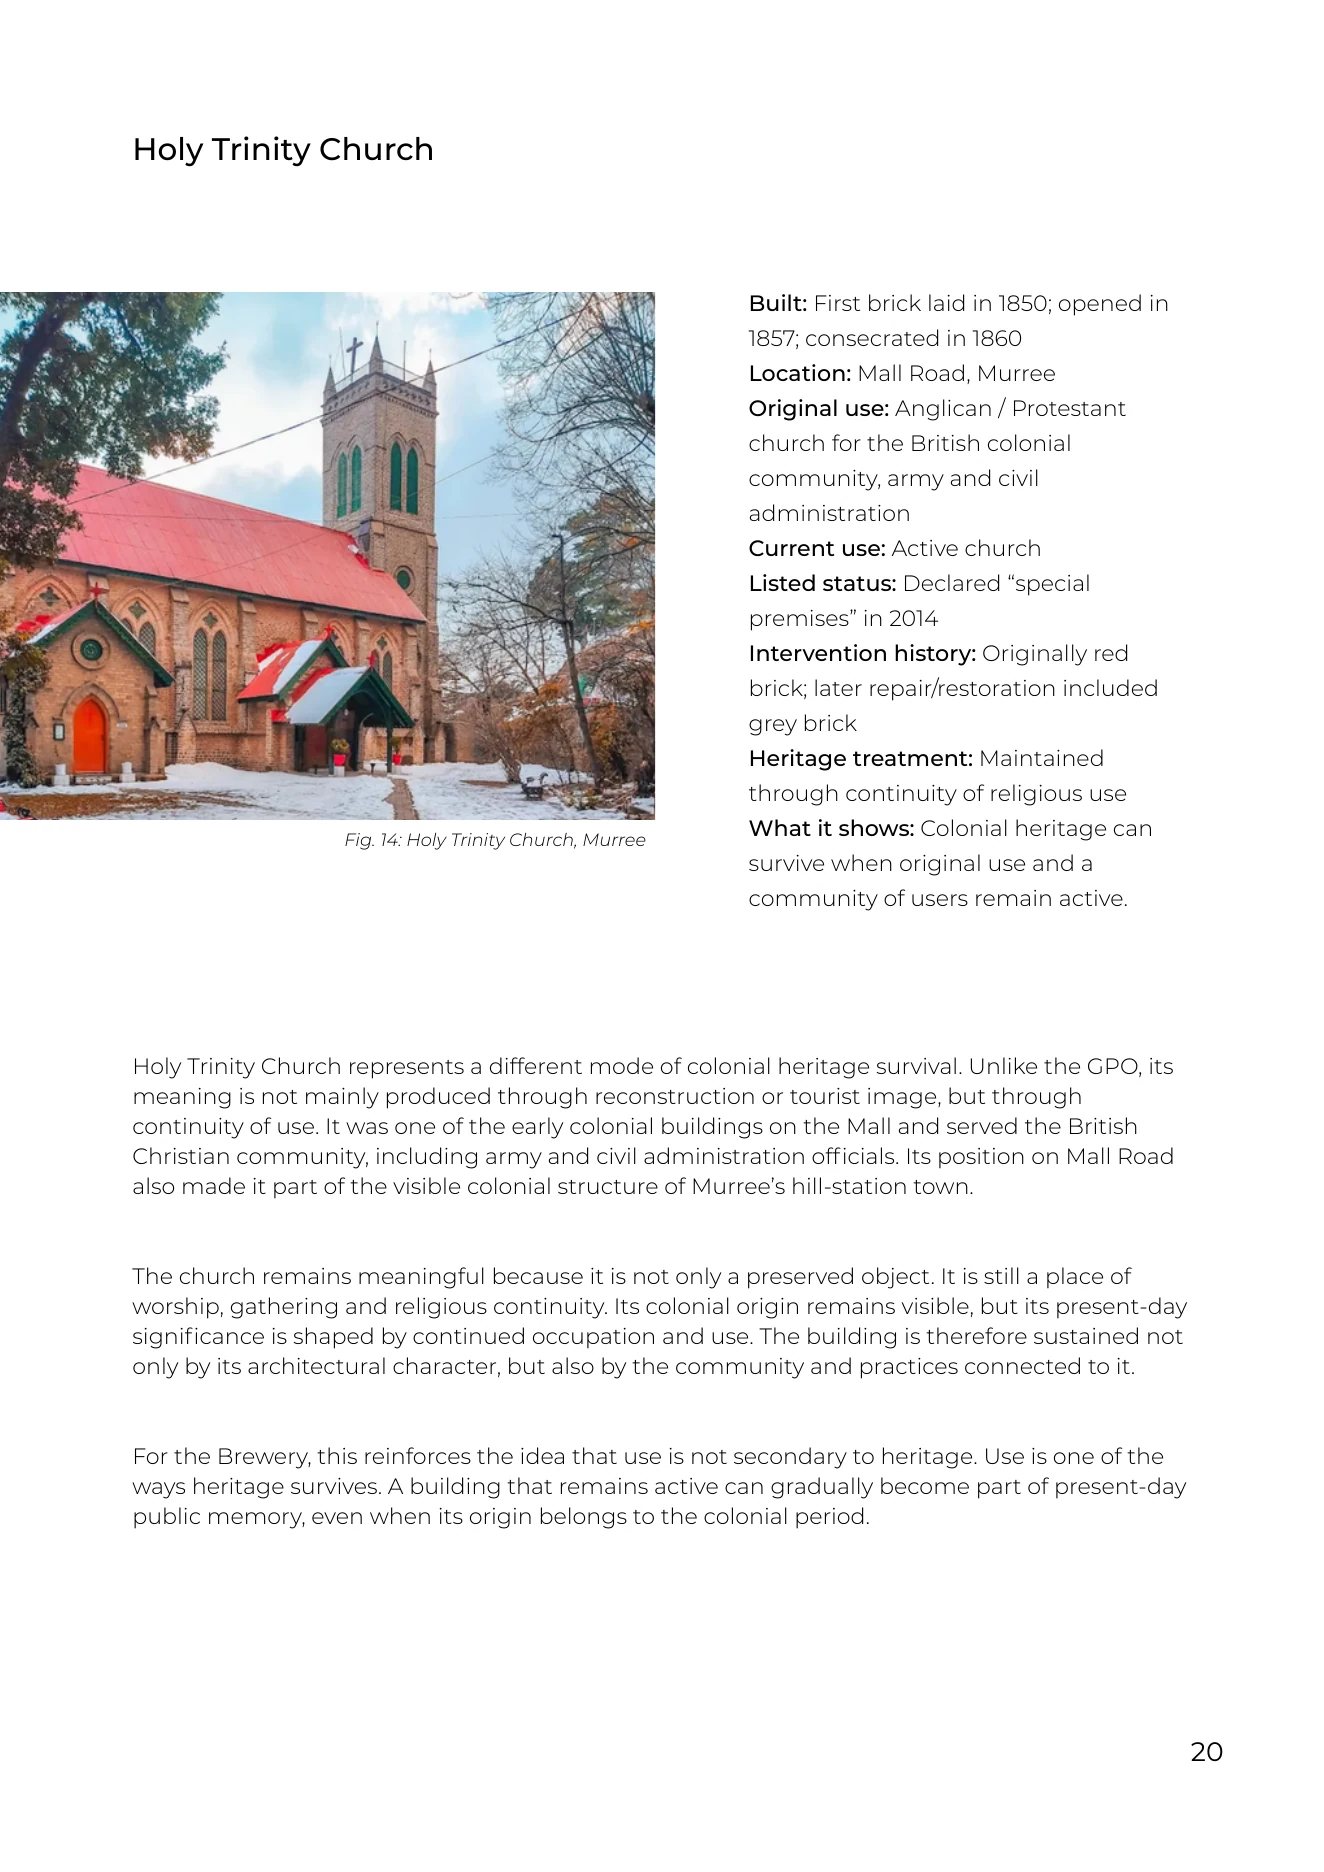 Holy Trinity Church
Built: First brick laid in 1850; opened in
1857; consecrated in 1860
Location: Mall Road, Murree
Original use: Anglican / Protestant
church for the British colonial
community, army and civil
administration
Current use: Active church
Listed status: Declared “special
premises” in 2014
Intervention history: Originally red
brick; later repair/restoration included
grey brick
Heritage treatment: Maintained
through continuity of religious use
What it shows: Colonial heritage can
survive when original use and a
community of users remain active.
Fig. 14: Holy Trinity Church, Murree
Holy Trinity Church represents a different mode of colonial heritage survival. Unlike the GPO, its
meaning is not mainly produced through reconstruction or tourist image, but through
continuity of use. It was one of the early colonial buildings on the Mall and served the British
Christian community, including army and civil administration officials. Its position on Mall Road
also made it part of the visible colonial structure of Murree’s hill-station town.
The church remains meaningful because it is not only a preserved object. It is still a place of
worship, gathering and religious continuity. Its colonial origin remains visible, but its present-day
significance is shaped by continued occupation and use. The building is therefore sustained not
only by its architectural character, but also by the community and practices connected to it.
For the Brewery, this reinforces the idea that use is not secondary to heritage. Use is one of the
ways heritage survives. A building that remains active can gradually become part of present-day
public memory, even when its origin belongs to the colonial period.
20